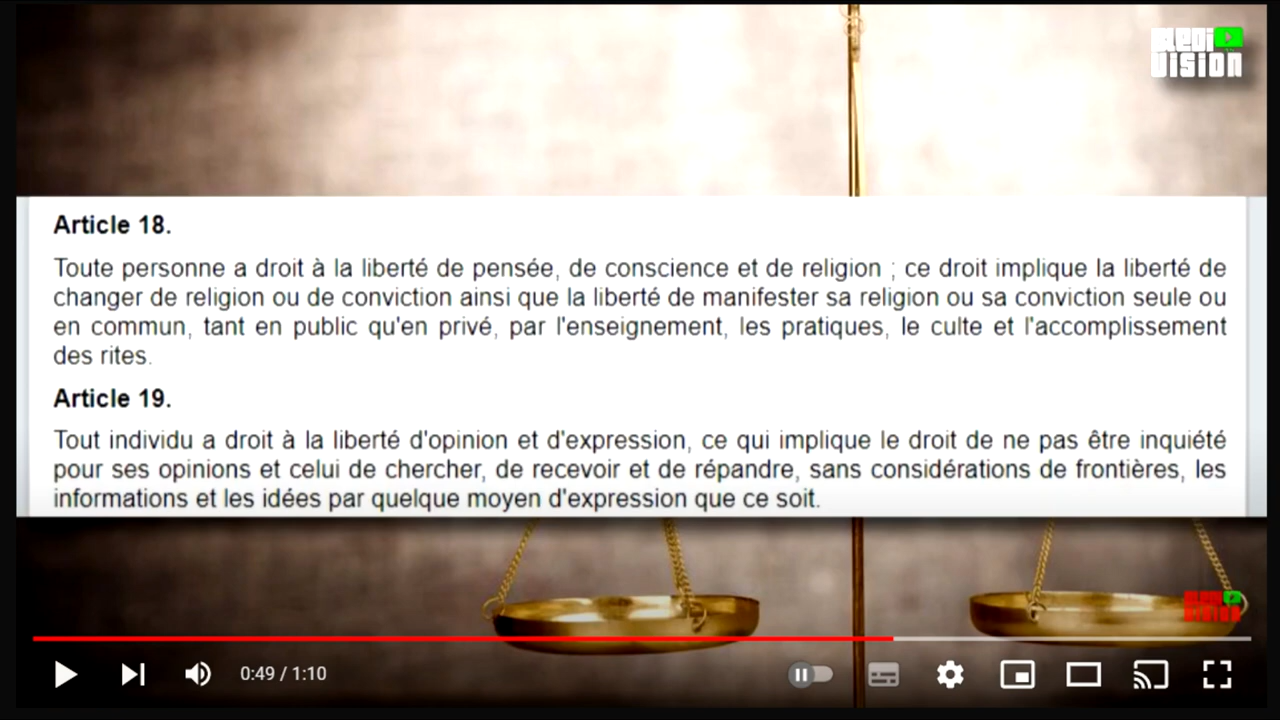 Medi
Vision
Article 18.
Toute personne a droit à la liberté de pensée, de conscience et de religion ; ce droit implique la liberté de
changer de religion ou de conviction ainsi que la liberté de manifester sa religion ou sa conviction seule ou
en commun, tant en public qu'en privé, par l'enseignement, les pratiques, le culte et l'accomplissement
des rites.
Article 19.
Tout individu a droit à la liberté d'opinion et d'expression, ce qui implique le droit de ne pas être inquiété
pour ses opinions et celui de chercher, de recevoir et de répandre, sans considérations de frontières, les
informations et les idées par quelque moyen d'expression que ce soit.
Medi
Vision
0:49 / 1:10